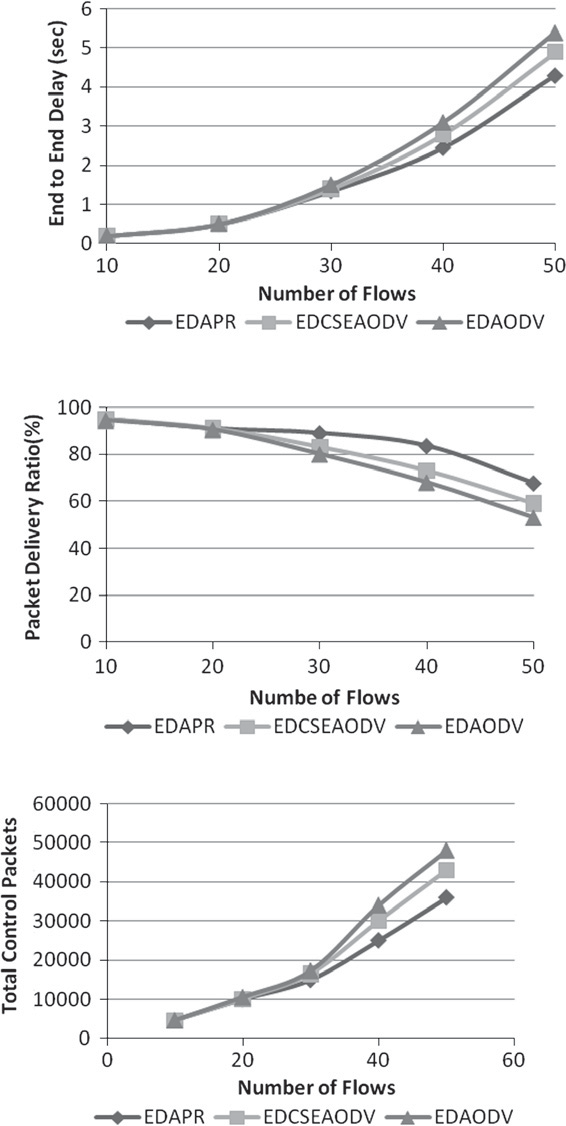 End to End Delay (sec)
6
5
4
3
2
1
0
10 20 30 40 50
Number of Flows
EDAPR EDCSEAODV EDAODV
Packet Delivery Ratio(%)
100
80
60
40
20
0
10 20 30 40 50
Numbe of Flows
EDAPR EDCSEAODV EDAODV
Total Control Packets
60000
50000
40000
30000
20000
10000
0
0 20 40 60
Number of Flows
EDAPR EDCSEAODV EDAODV